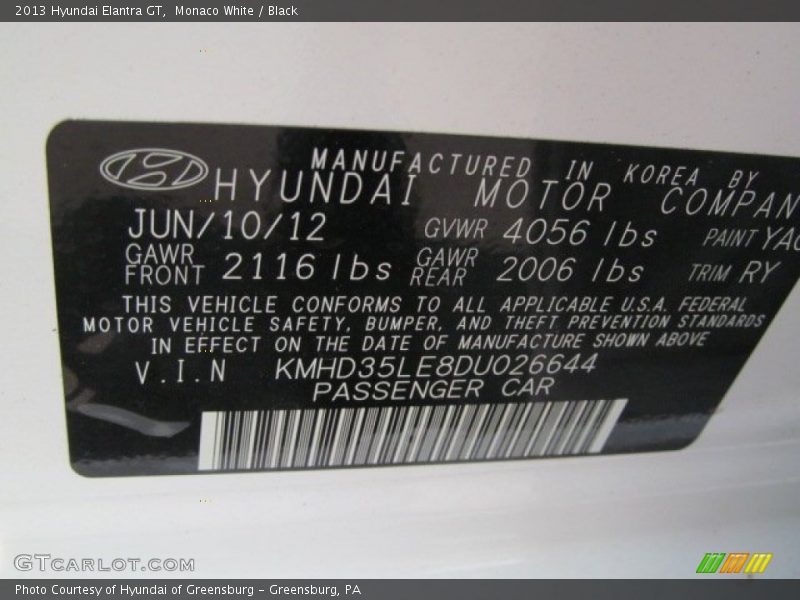 2013 Hyundai Elantra GT, Monaco White / Black
MANUFACTURED IN KOREA BY
HYUNDAI MOTOR COMPAN
JUN/10/12 GVWR 4056 lbs PAINT YAC
GAWR FRONT 2116 lbs GAWR REAR 2006 lbs TRIM RY
THIS VEHICLE CONFORMS TO ALL APPLICABLE U.S.A. FEDERAL
MOTOR VEHICLE SAFETY, BUMPER, AND THEFT PREVENTION STANDARDS
IN EFFECT ON THE DATE OF MANUFACTURE SHOWN ABOVE
V.I.N KMHD35LE8DU026644
PASSENGER CAR
GTCARLOT.COM
Photo Courtesy of Hyundai of Greensburg - Greensburg, PA